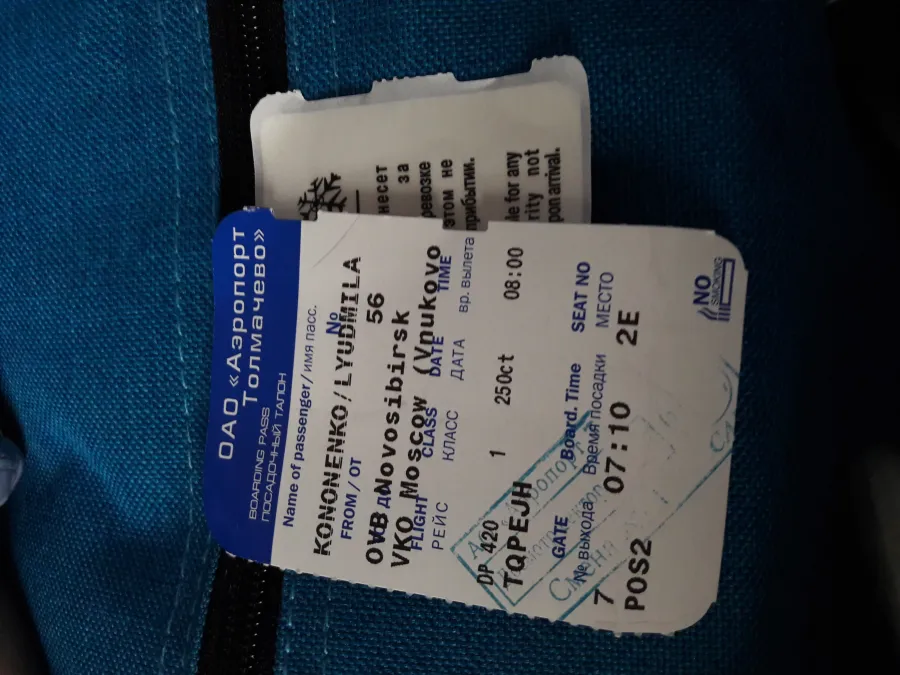 ОАО «Аэропорт
Толмачево»
BOARDING PASS
ПОСАДОЧНЫЙ ТАЛОН
Name of passenger/имя пасс.
No
KONONENKO/LYUDMILA
FROM / ОТ
56
OVB Novosibirsk
ДО
VKO Moscow (Vnukovo
FLIGHT CLASS DATE TIME
РЕЙС КЛАСС ДАТА вр. вылета
DP 420 1 25Oct 08:00
TQPEJH
GATE Board. Time SEAT NO
№ выхода Время посадки МЕСТО
7 07:10 2E
POS2
Смена
NO
SMOKING
несет за
ревозке
этом не
прибытии.
le for any
rity not
pon arrival.